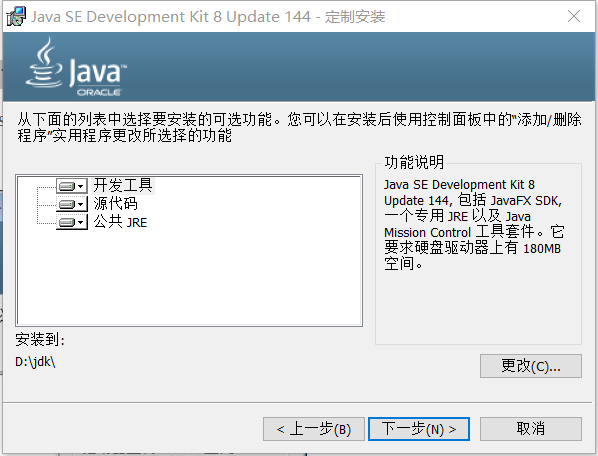 Java SE Development Kit 8 Update 144 - 定制安装
Java
ORACLE
从下面的列表中选择要安装的可选功能。您可以在安装后使用控制面板中的“添加/删除
程序”实用程序更改所选择的功能
开发工具
源代码
公共 JRE
功能说明
Java SE Development Kit 8
Update 144, 包括 JavaFX SDK,
一个专用 JRE 以及 Java
Mission Control 工具套件。它
要求硬盘驱动器上有 180MB
空间。
安装到:
D:\jdk\
更改(C)...
< 上一步(B)
下一步(N) >
取消